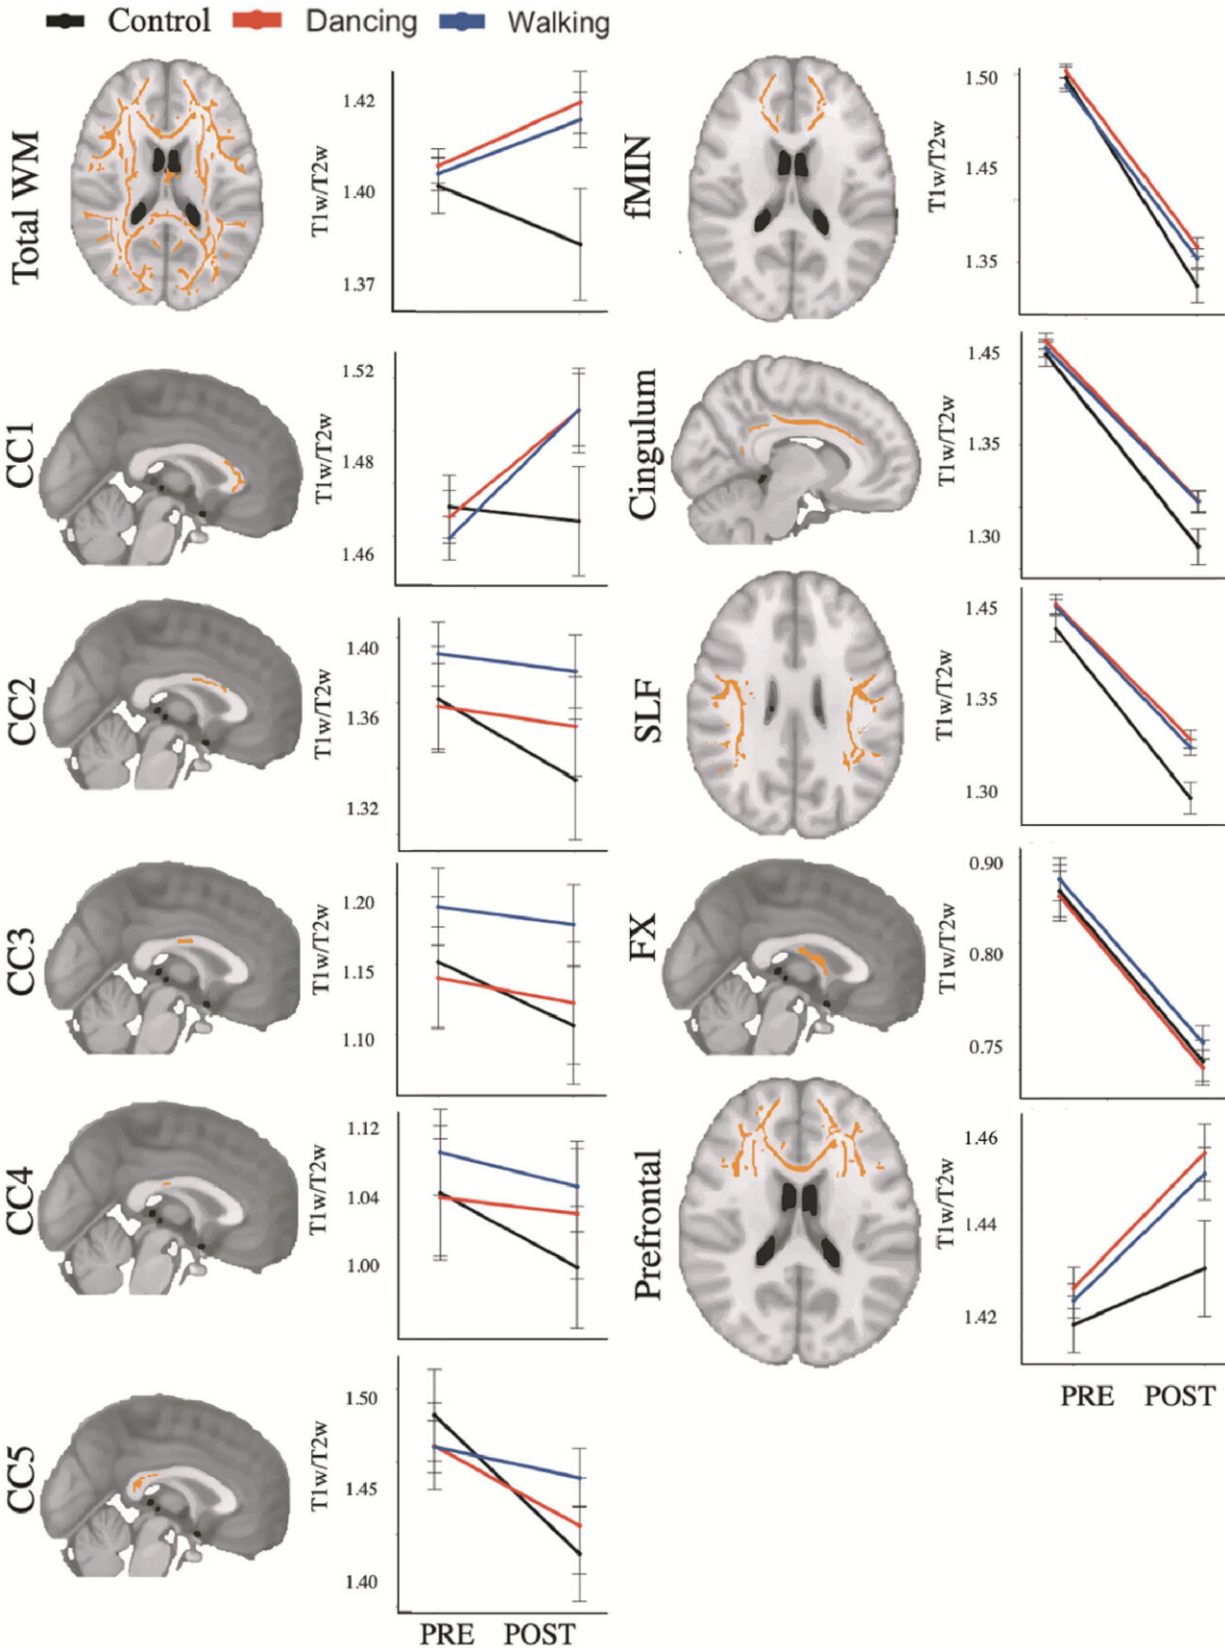 Control Dancing Walking
Total WM
T1w/T2w
1.42
1.40
1.37
CC1
T1w/T2w
1.52
1.48
1.46
CC2
T1w/T2w
1.40
1.36
1.32
CC3
T1w/T2w
1.20
1.15
1.10
CC4
T1w/T2w
1.12
1.04
1.00
CC5
T1w/T2w
1.50
1.45
1.40
PRE POST
fMIN
T1w/T2w
1.50
1.45
1.35
Cingulum
T1w/T2w
1.45
1.35
1.30
SLF
T1w/T2w
1.45
1.35
1.30
FX
T1w/T2w
0.90
0.80
0.75
Prefrontal
T1w/T2w
1.46
1.44
1.42
PRE POST